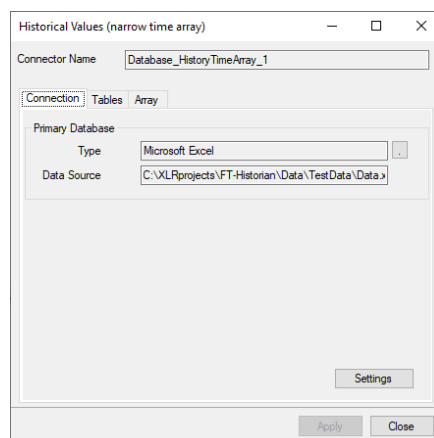 Historical Values (narrow time array)
Connector Name Database_HistoryTimeArray_1
Connection Tables Array
Primary Database
Type Microsoft Excel .
Data Source C:\XLRprojects\FT-Historian\Data\TestData\Data.x
Settings
Apply Close